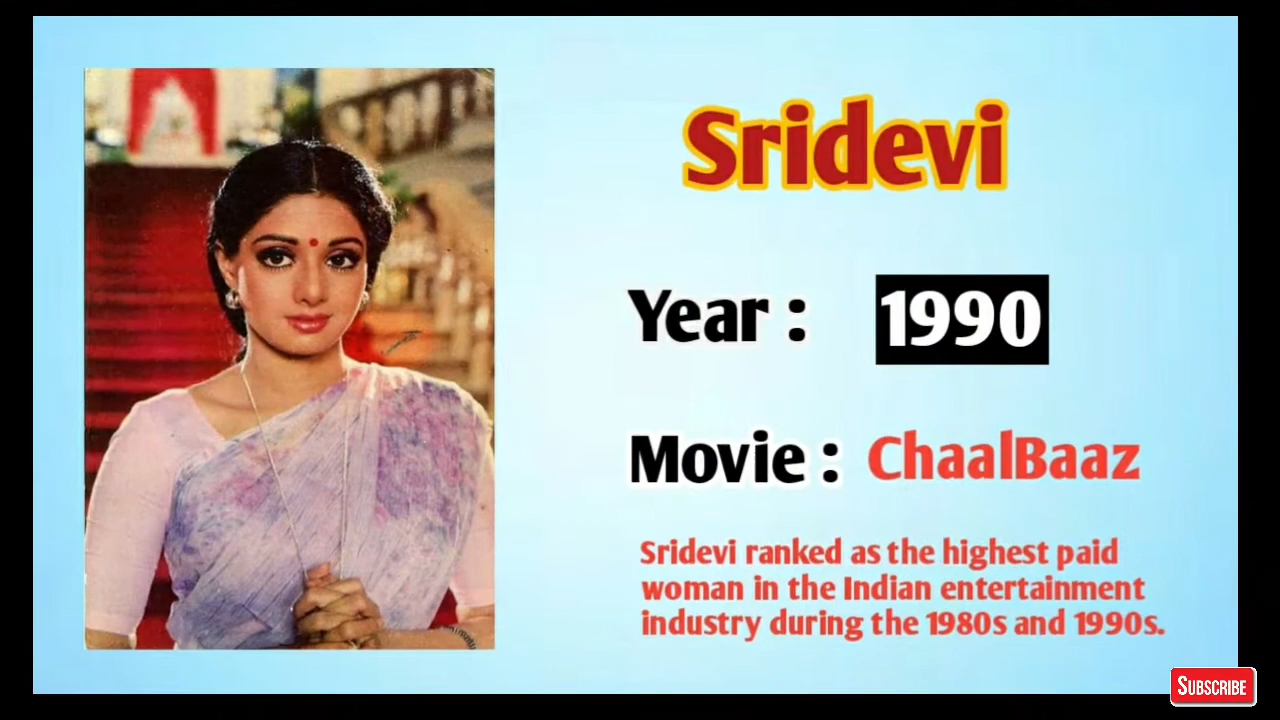 Sridevi
Year : 1990
Movie : ChaalBaaz
Sridevi ranked as the highest paid
woman in the Indian entertainment
industry during the 1980s and 1990s.
SUBSCRIBE